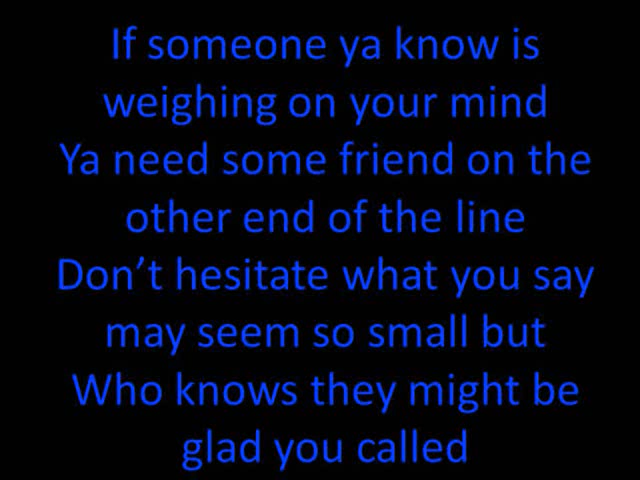 If someone ya know is
weighing on your mind
Ya need some friend on the
other end of the line
Don’t hesitate what you say
may seem so small but
Who knows they might be
glad you called